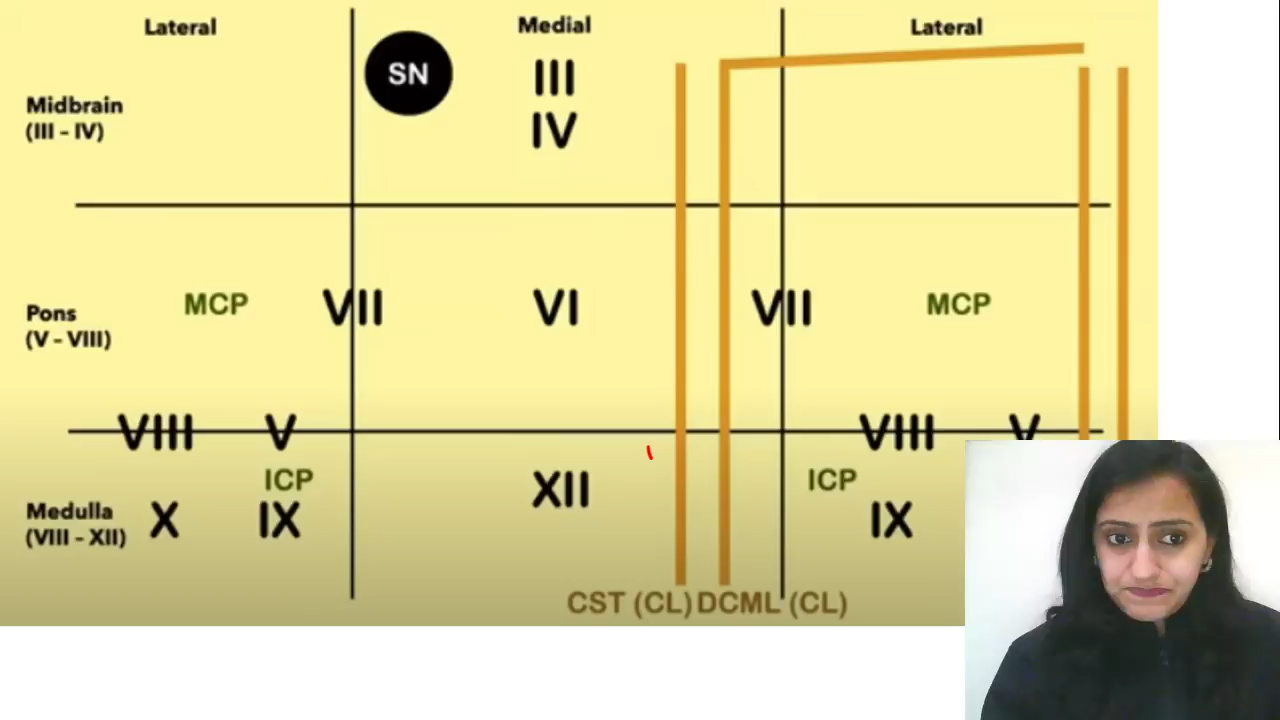 Lateral Medial Lateral
SN III
IV
Midbrain
(III - IV)
MCP VII VI VII MCP
Pons
(V - VIII)
VIII V VIII V
ICP XII ICP
Medulla
(VIII - XII) X IX IX
CST (CL) DCML (CL)